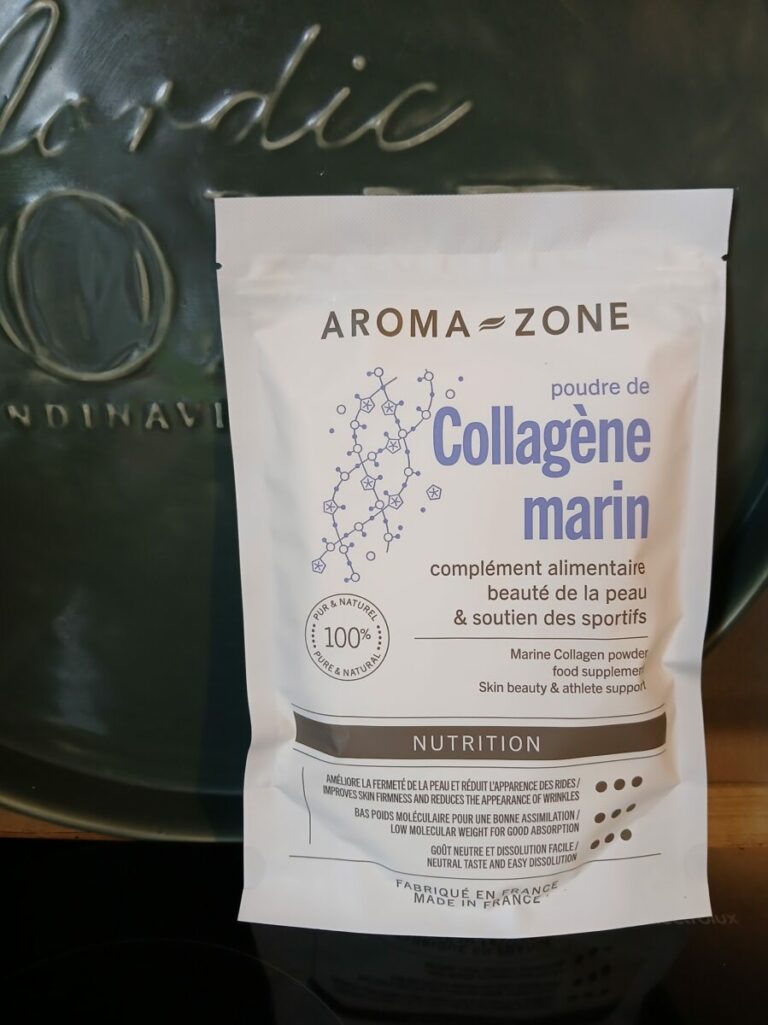 Nordic
NDINAVI
AROMA ZONE
poudre de
Collagène
marin
complément alimentaire
beauté de la peau
& soutien des sportifs
PUR & NATUREL
100%
PURE & NATURAL
Marine Collagen powder
food supplement
Skin beauty & athlete support
NUTRITION
AMÉLIORE LA FERMETÉ DE LA PEAU ET RÉDUIT L'APPARENCE DES RIDES /
IMPROVES SKIN FIRMNESS AND REDUCES THE APPEARANCE OF WRINKLES
BAS POIDS MOLÉCULAIRE POUR UNE BONNE ASSIMILATION /
LOW MOLECULAR WEIGHT FOR GOOD ABSORPTION
GOÛT NEUTRE ET DISSOLUTION FACILE /
NEUTRAL TASTE AND EASY DISSOLUTION
FABRIQUÉ EN FRANCE
MADE IN FRANCE